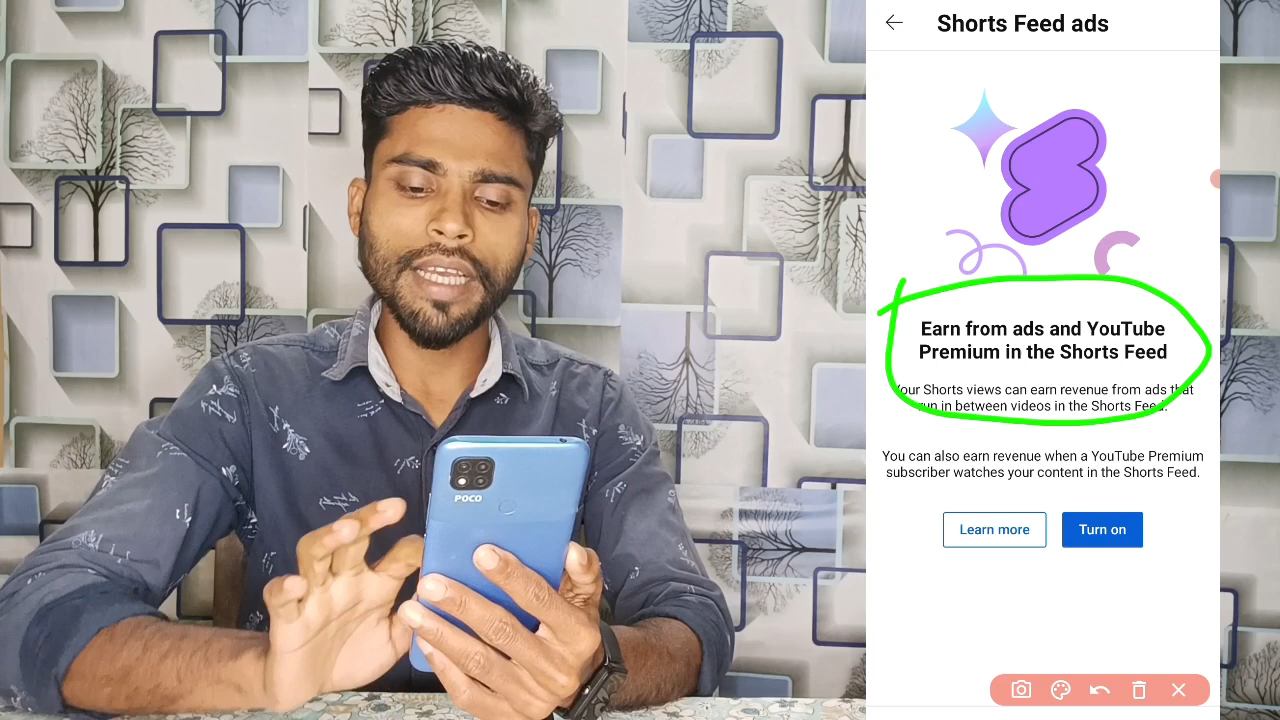 Shorts Feed ads
Earn from ads and YouTube
Premium in the Shorts Feed
Your Shorts views can earn revenue from ads that
run in between videos in the Shorts Feed.
You can also earn revenue when a YouTube Premium
subscriber watches your content in the Shorts Feed.
Learn more
Turn on
POCO